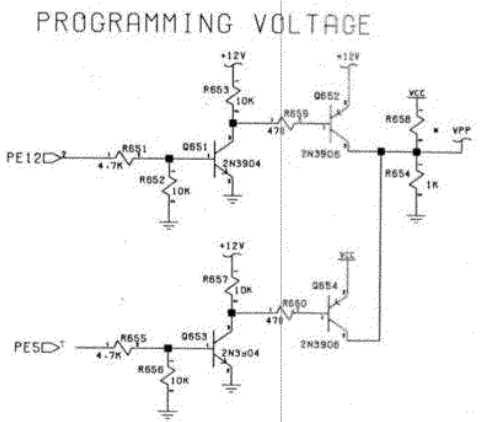 PROGRAMMING VOLTAGE
+12V +12V
R653 10K Q652 VCC
R659 R658
470 * VPP
R651 Q651 2N3906
PE12
4.7K 2N3904 R654
R652 10K 1K
+12V
VCC
R657 10K Q654
R660
470
R655 Q653 2N3906
PE5
4.7K
R656 10K